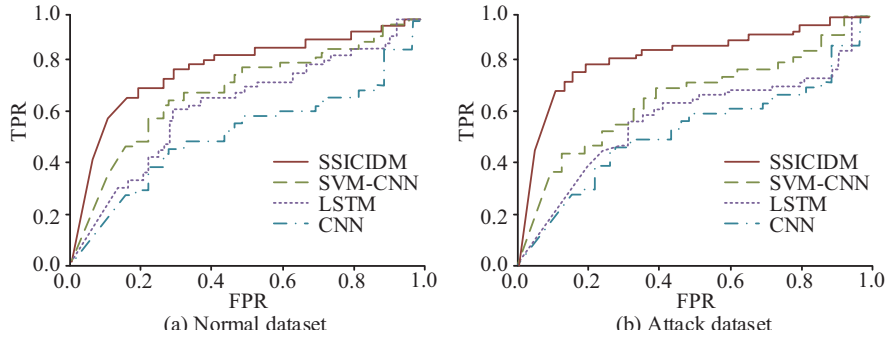 1.0
0.8
0.6
0.4
0.2
0.0
TPR
SSICIDM
SVM-CNN
LSTM
CNN
0.0 0.2 0.4 0.6 0.8 1.0
FPR
(a) Normal dataset
1.0
0.8
0.6
0.4
0.2
0.0
TPR
SSICIDM
SVM-CNN
LSTM
CNN
0.0 0.2 0.4 0.6 0.8 1.0
FPR
(b) Attack dataset